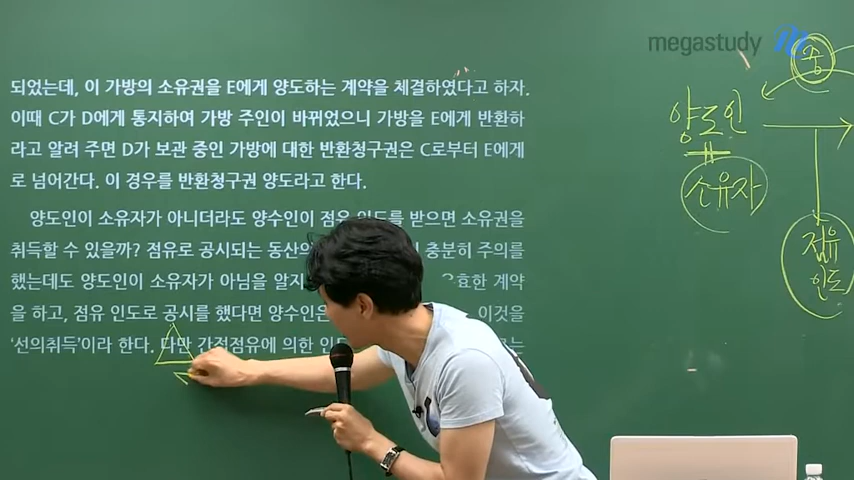 megastudy
되었는데, 이 가방의 소유권을 E에게 양도하는 계약을 체결하였다고 하자.
이때 C가 D에게 통지하여 가방 주인이 바뀌었으니 가방을 E에게 반환하
라고 알려 주면 D가 보관 중인 가방에 대한 반환청구권은 C로부터 E에게
로 넘어간다. 이 경우를 반환청구권 양도라고 한다.
양도인이 소유자가 아니더라도 양수인이 점유 인도를 받으면 소유권을
취득할 수 있을까? 점유로 공시되는 동산의 충분히 주의를
했는데도 양도인이 소유자가 아님을 알지 유효한 계약
을 하고, 점유 인도로 공시를 했다면 양수인은 이것을
‘선의취득’이라 한다. 다만 간접점유에 의한 인도
중
양도인
소유자
점유
인도